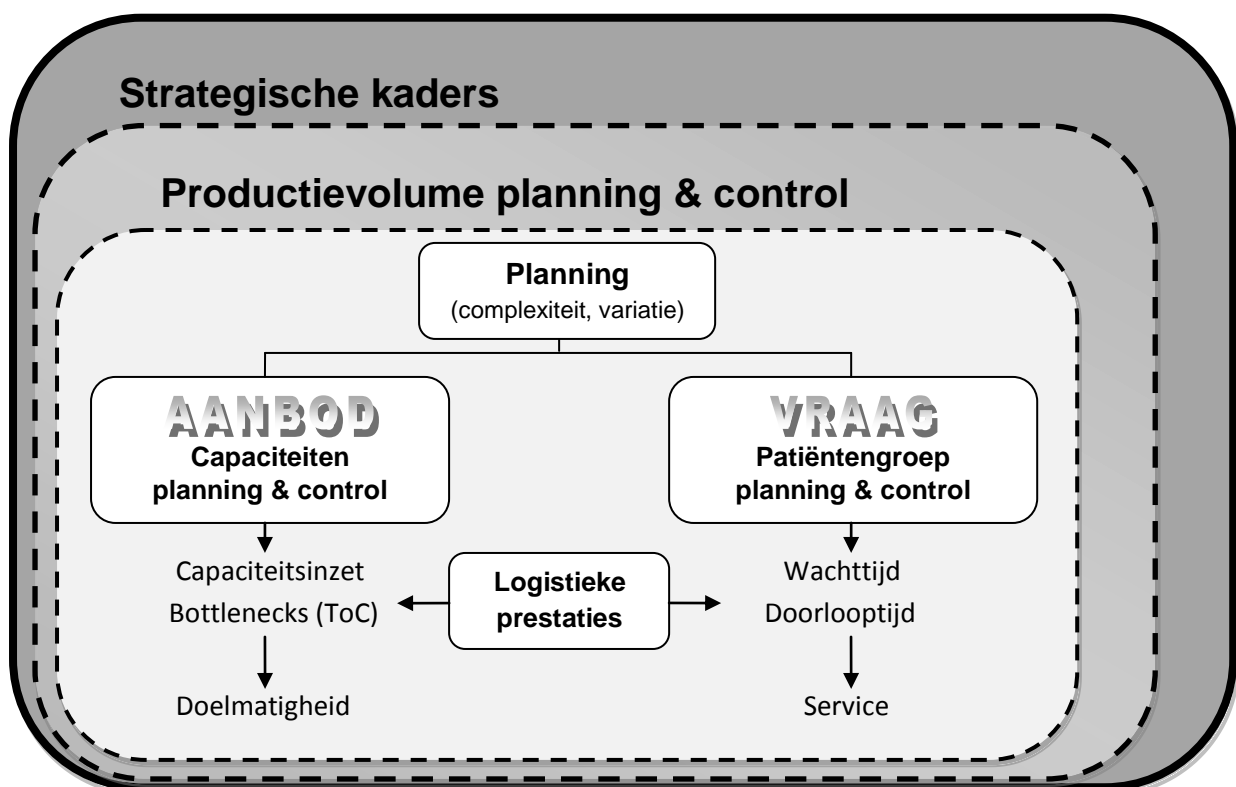 Strategische kaders
Productievolume planning & control
Planning
(complexiteit, variatie)
AANBOD
Capaciteiten
planning & control
VRAAG
Patiëntengroep
planning & control
Capaciteitsinzet
Bottlenecks (ToC)
Logistieke
prestaties
Wachttijd
Doorlooptijd
Doelmatigheid
Service